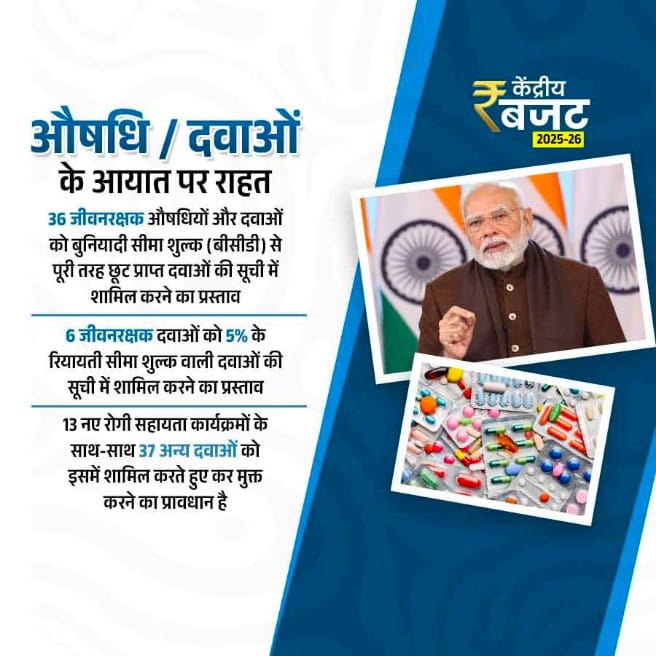 केंद्रीय
बजट
2025-26
औषधि / दवाओं
के आयात पर राहत
36 जीवनरक्षक औषधियों और दवाओं
को बुनियादी सीमा शुल्क (बीसीडी) से
पूरी तरह छूट प्राप्त दवाओं की सूची में
शामिल करने का प्रस्ताव
6 जीवनरक्षक दवाओं को 5% के
रियायती सीमा शुल्क वाली दवाओं की
सूची में शामिल करने का प्रस्ताव
13 नए रोगी सहायता कार्यक्रमों के
साथ-साथ 37 अन्य दवाओं को
इसमें शामिल करते हुए कर मुक्त
करने का प्रावधान है